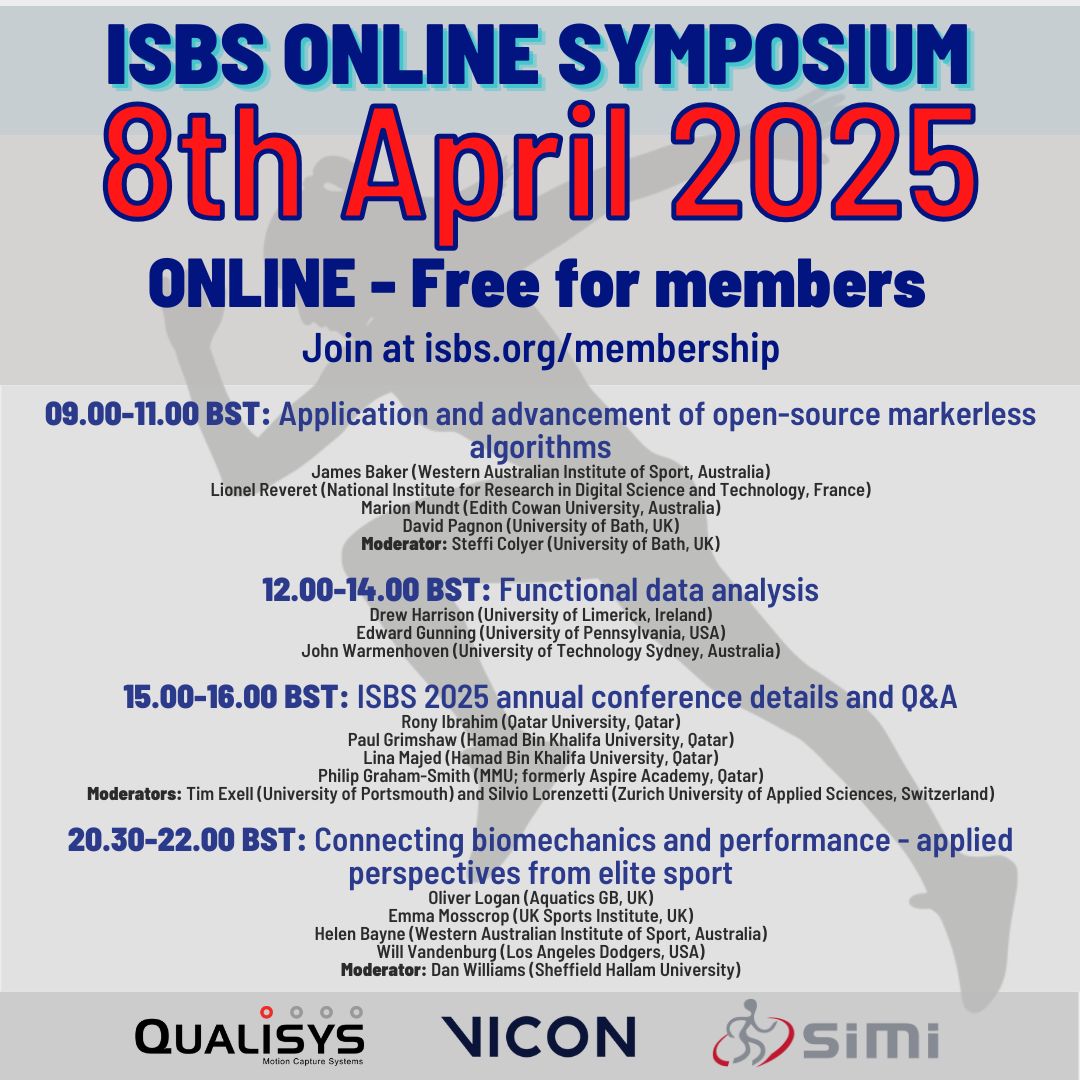 ISBS ONLINE SYMPOSIUM
8th April 2025
ONLINE - Free for members
Join at isbs.org/membership
09.00-11.00 BST: Application and advancement of open-source markerless
algorithms
James Baker (Western Australian Institute of Sport, Australia)
Lionel Reveret (National Institute for Research in Digital Science and Technology, France)
Marion Mundt (Edith Cowan University, Australia)
David Pagnon (University of Bath, UK)
Moderator: Steffi Colyer (University of Bath, UK)
12.00-14.00 BST: Functional data analysis
Drew Harrison (University of Limerick, Ireland)
Edward Gunning (University of Pennsylvania, USA)
John Warmenhoven (University of Technology Sydney, Australia)
15.00-16.00 BST: ISBS 2025 annual conference details and Q&A
Rony Ibrahim (Qatar University, Qatar)
Paul Grimshaw (Hamad Bin Khalifa University, Qatar)
Lina Majed (Hamad Bin Khalifa University, Qatar)
Philip Graham-Smith (MMU; formerly Aspire Academy, Qatar)
Moderators: Tim Exell (University of Portsmouth) and Silvio Lorenzetti (Zurich University of Applied Sciences, Switzerland)
20.30-22.00 BST: Connecting biomechanics and performance - applied
perspectives from elite sport
Oliver Logan (Aquatics GB, UK)
Emma Mosscrop (UK Sports Institute, UK)
Helen Bayne (Western Australian Institute of Sport, Australia)
Will Vandenburg (Los Angeles Dodgers, USA)
Moderator: Dan Williams (Sheffield Hallam University)
QUALISYS
Motion Capture Systems
VICON
simi